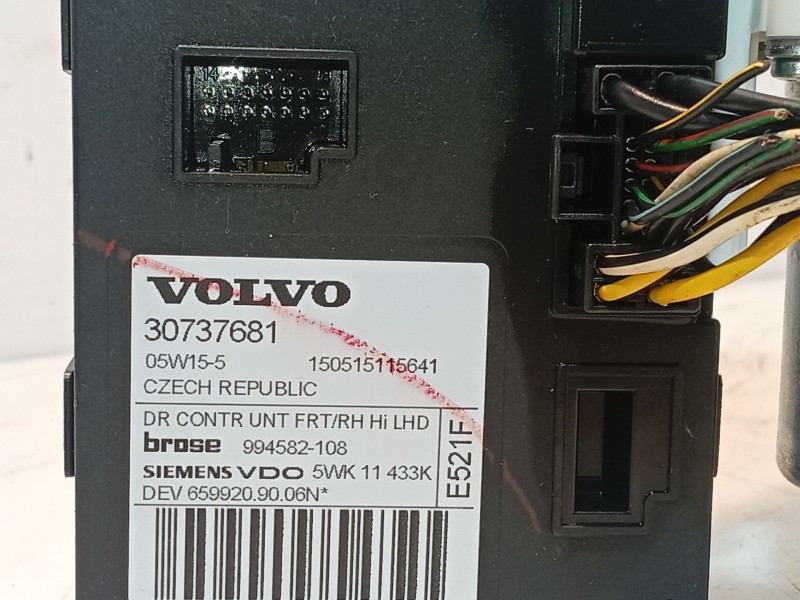 14
B
VOLVO
30737681
05W15-5 150515115641
CZECH REPUBLIC
DR CONTR UNT FRT/RH Hi LHD
brose 994582-108
SIEMENS VDO 5WK 11 433K
DEV 659920.90.06N*
E521F